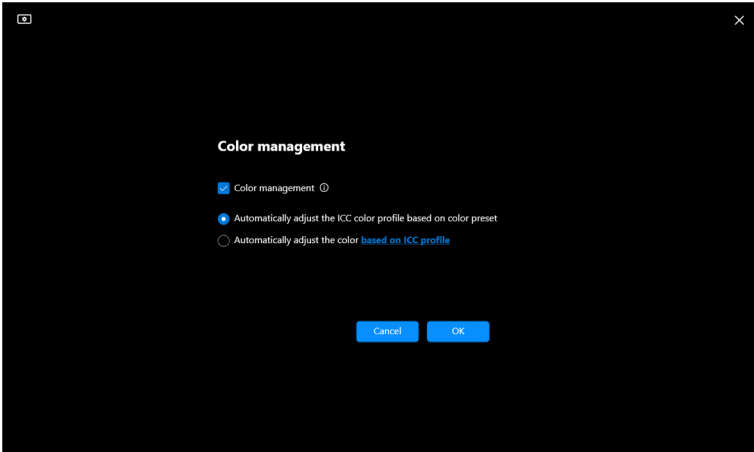 Color management
Color management
Automatically adjust the ICC color profile based on color preset
Automatically adjust the color based on ICC profile
Cancel
OK